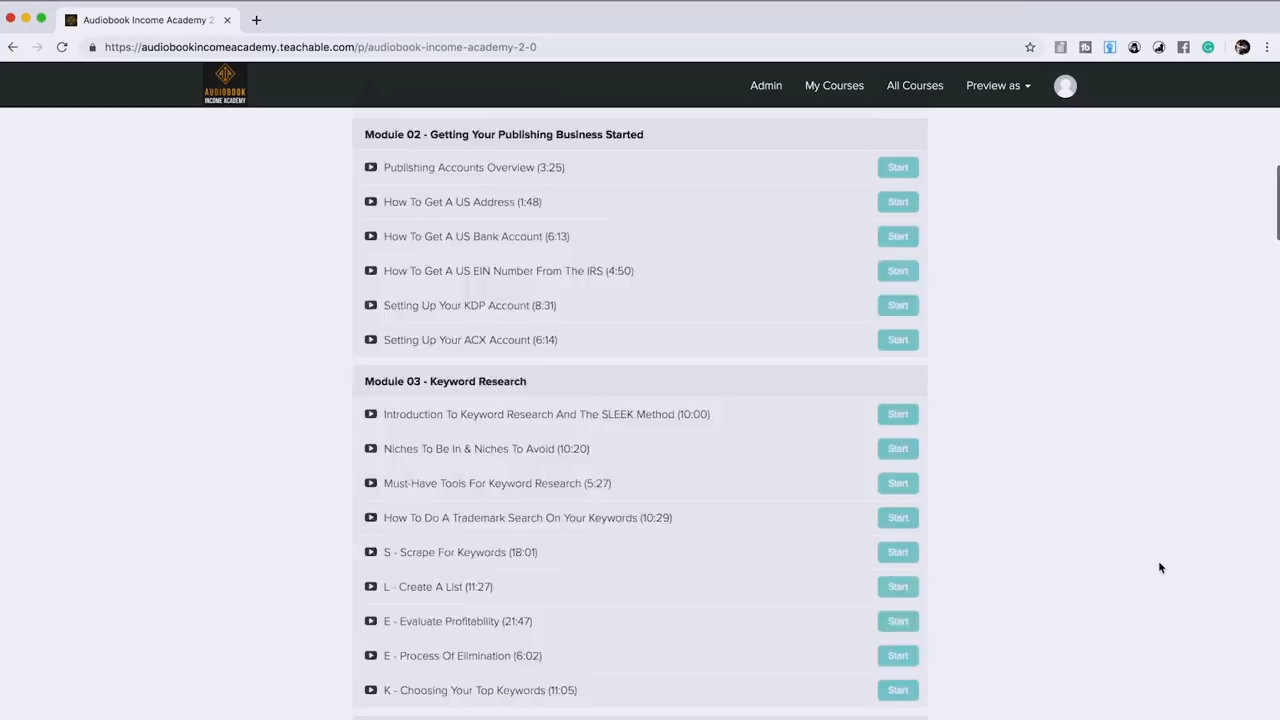 Audiobook Income Academy 2
https://audiobookincomeacademy.teachable.com/p/audiobook-income-academy-2-0
AUDIOBOOK
INCOME ACADEMY
Admin
My Courses
All Courses
Preview as
Module 02 - Getting Your Publishing Business Started
Publishing Accounts Overview (3:25) Start
How To Get A US Address (1:48) Start
How To Get A US Bank Account (6:13) Start
How To Get A US EIN Number From The IRS (4:50) Start
Setting Up Your KDP Account (8:31) Start
Setting Up Your ACX Account (6:14) Start
Module 03 - Keyword Research
Introduction To Keyword Research And The SLEEK Method (10:00) Start
Niches To Be In & Niches To Avoid (10:20) Start
Must-Have Tools For Keyword Research (5:27) Start
How To Do A Trademark Search On Your Keywords (10:29) Start
S - Scrape For Keywords (18:01) Start
L - Create A List (11:27) Start
E - Evaluate Profitability (21:47) Start
E - Process Of Elimination (6:02) Start
K - Choosing Your Top Keywords (11:05) Start